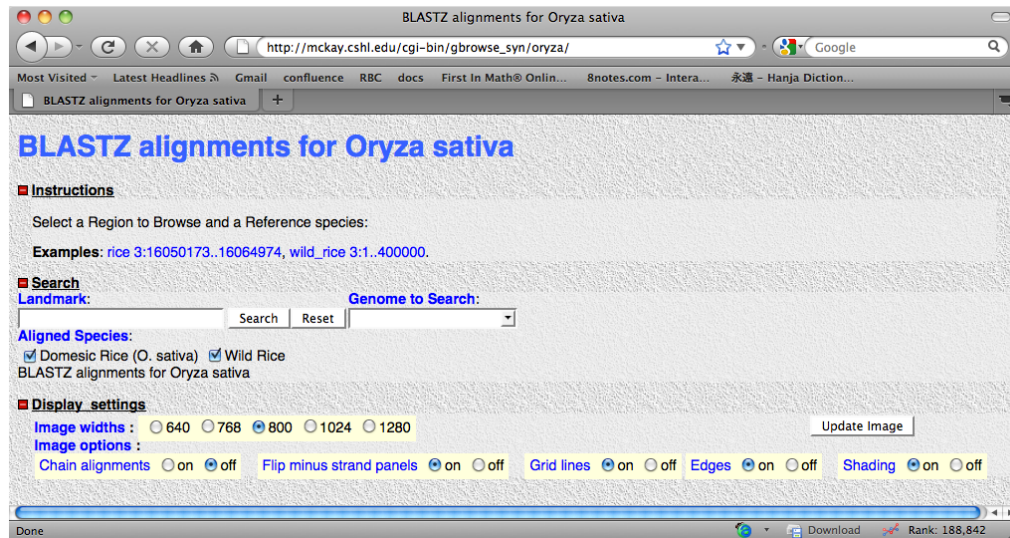 BLASTZ alignments for Oryza sativa
http://mckay.cshl.edu/cgi-bin/gbrowse_syn/oryza/
Google
Most Visited Latest Headlines Gmail confluence RBC docs First In Math® Onlin... 8notes.com – Intera... 永遠 – Hanja Diction...
BLASTZ alignments for Oryza sativa +
BLASTZ alignments for Oryza sativa
Instructions
Select a Region to Browse and a Reference species:
Examples: rice 3:16050173..16064974, wild_rice 3:1..400000.
Search
Landmark: Genome to Search:
Search Reset
Aligned Species:
Domesic Rice (O. sativa) Wild Rice
BLASTZ alignments for Oryza sativa
Display settings
Image widths : 640 768 800 1024 1280 Update Image
Image options :
Chain alignments on off Flip minus strand panels on off Grid lines on off Edges on off Shading on off
Done Download Rank: 188,842